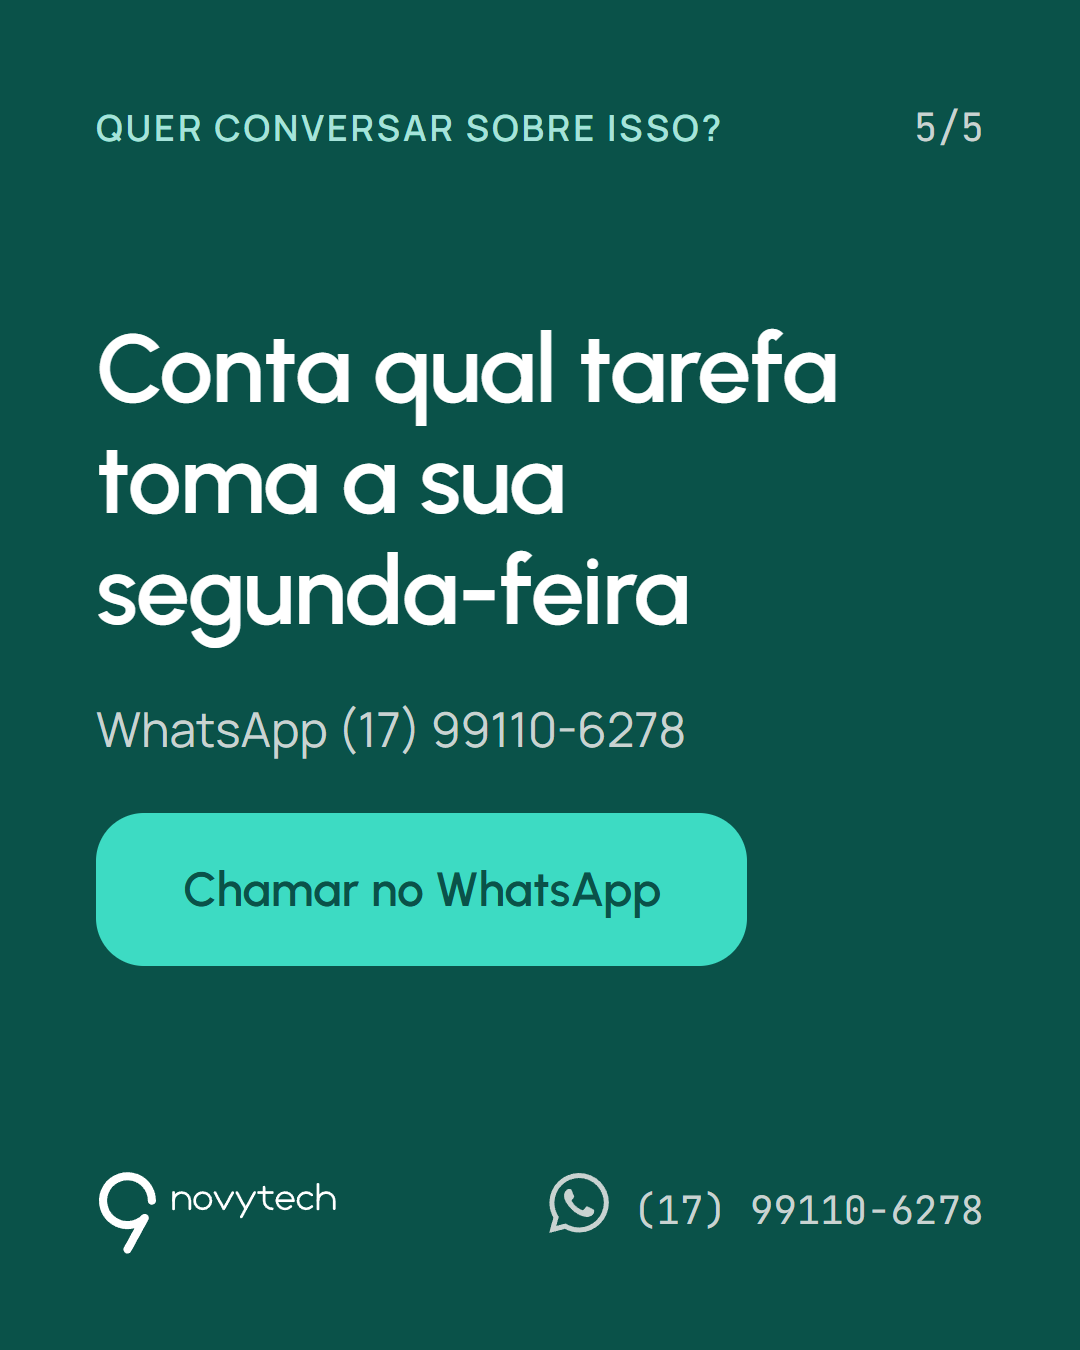 QUER CONVERSAR SOBRE ISSO?
5/5
Conta qual tarefa
toma a sua
segunda-feira
WhatsApp (17) 99110-6278
Chamar no WhatsApp
novytech
(17) 99110-6278